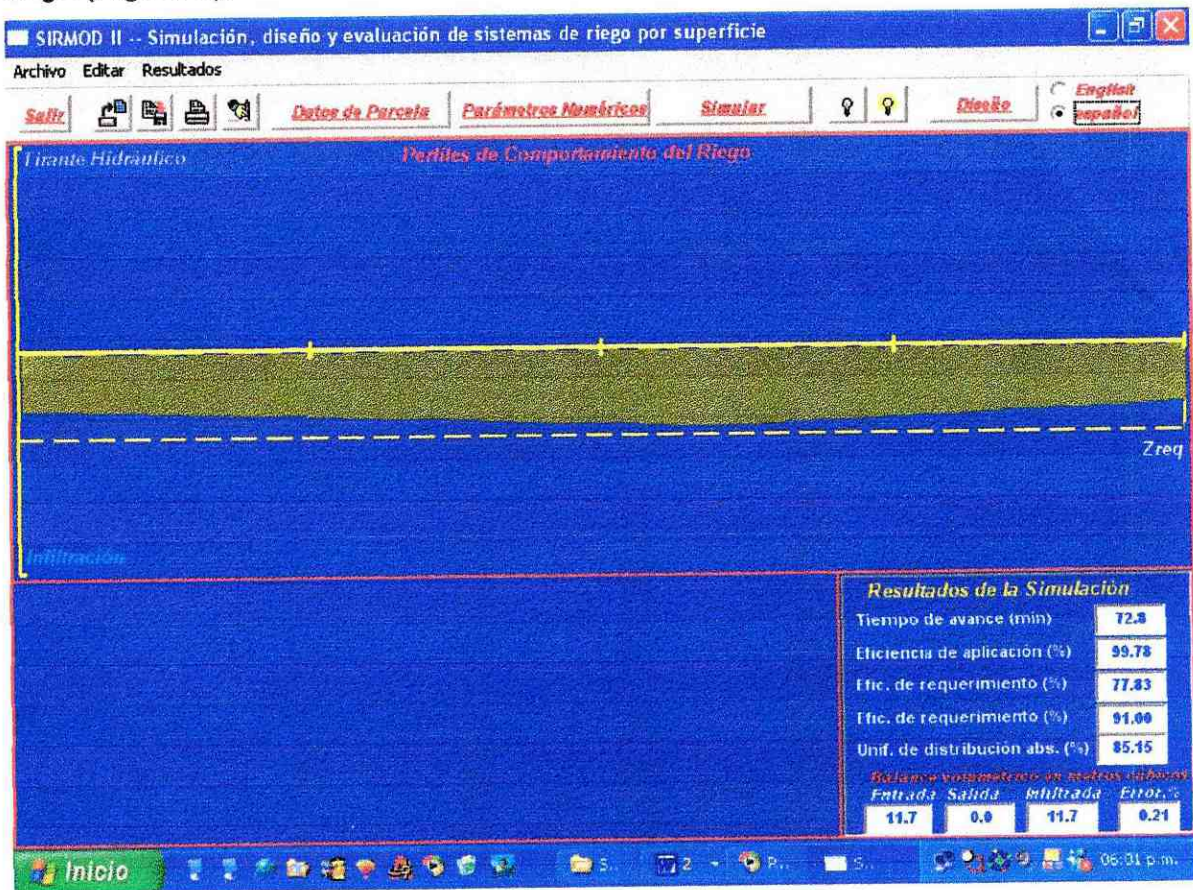 SIRMOD II -- Simulación, diseño y evaluación de sistemas de riego por superficie
Archivo Editar Resultados
Salir Datos de Parcela Parámetros Numéricos Simular Diseño English
español
Tirante Hidráulico Perfiles de Comportamiento del Riego
Zreq
Infiltración
Resultados de la Simulación
Tiempo de avance (min) 72.8
Eficiencia de aplicación (%) 99.78
Efic. de requerimiento (%) 77.83
Efic. de requerimiento (%) 91.00
Unif. de distribución abs. (%) 85.15
Balance volumétrico en metros cúbicos
Entrada Salida Infiltrada Error,%
11.7 0.0 11.7 0.21
Inicio S.. 2 P.. S.. 06:01 p.m.